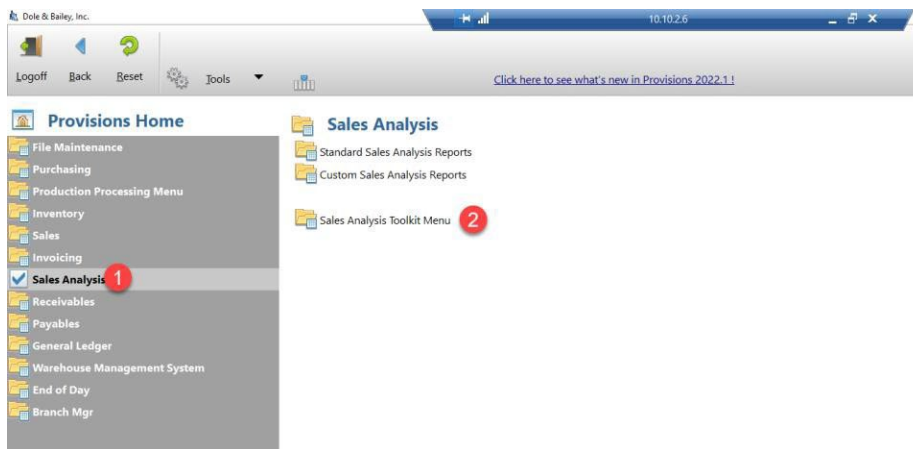 Dole & Bailey, Inc.
10.10.2.6
Logoff Back Reset Tools
Click here to see what's new in Provisions 2022.1 !
Provisions Home
File Maintenance
Purchasing
Production Processing Menu
Inventory
Sales
Invoicing
Sales Analysis 1
Receivables
Payables
General Ledger
Warehouse Management System
End of Day
Branch Mgr
Sales Analysis
Standard Sales Analysis Reports
Custom Sales Analysis Reports
Sales Analysis Toolkit Menu 2